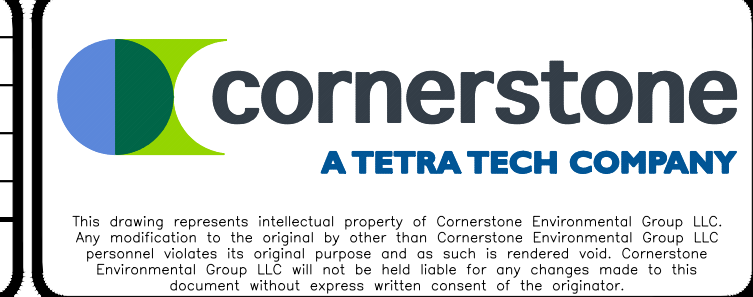 cornerstone
A TETRA TECH COMPANY
This drawing represents intellectual property of Cornerstone Environmental Group LLC.
Any modification to the original by other than Cornerstone Environmental Group LLC
personnel violates its original purpose and as such is rendered void. Cornerstone
Environmental Group LLC will not be held liable for any changes made to this
document without express written consent of the originator.